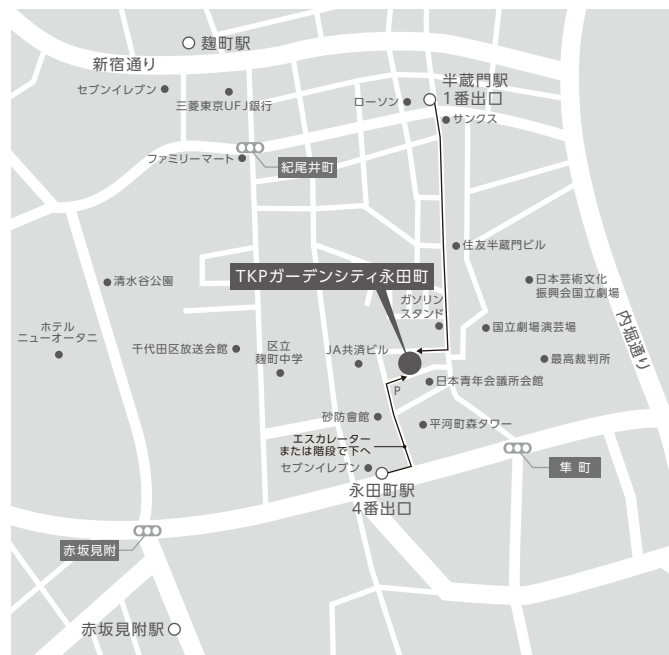 麹町駅
新宿通り
セブンイレブン
三菱東京UFJ銀行
半蔵門駅
1番出口
ローソン
サンクス
ファミリーマート
紀尾井町
住友半蔵門ビル
TKPガーデンシティ永田町
清水谷公園
日本芸術文化
振興会国立劇場
ガソリン
スタンド
内堀通り
ホテル
ニューオータニ
千代田区放送会館
区立
麹町中学
JA共済ビル
国立劇場演芸場
最高裁判所
日本青年会議所会館
P
砂防會館
平河町森タワー
エスカレーター
または階段で下へ
セブンイレブン
隼 町
永田町駅
4番出口
赤坂見附
赤坂見附駅